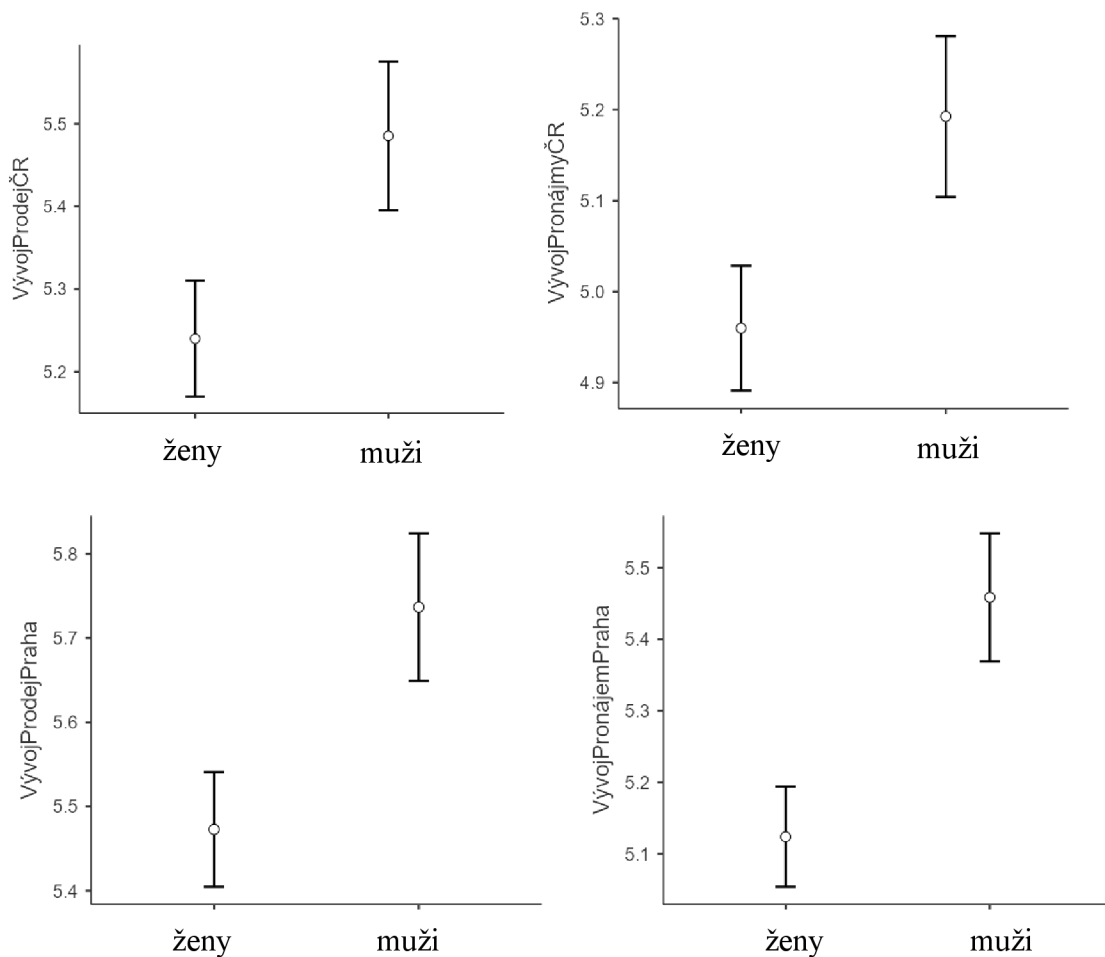 VývojProdejČR
5.5
5.4
5.3
5.2
ženy
muži
VývojPronájmyČR
5.3
5.2
5.1
5.0
4.9
ženy
muži
VývojProdejPraha
5.8
5.7
5.6
5.5
5.4
ženy
muži
VývojPronájemPraha
5.5
5.4
5.3
5.2
5.1
ženy
muži